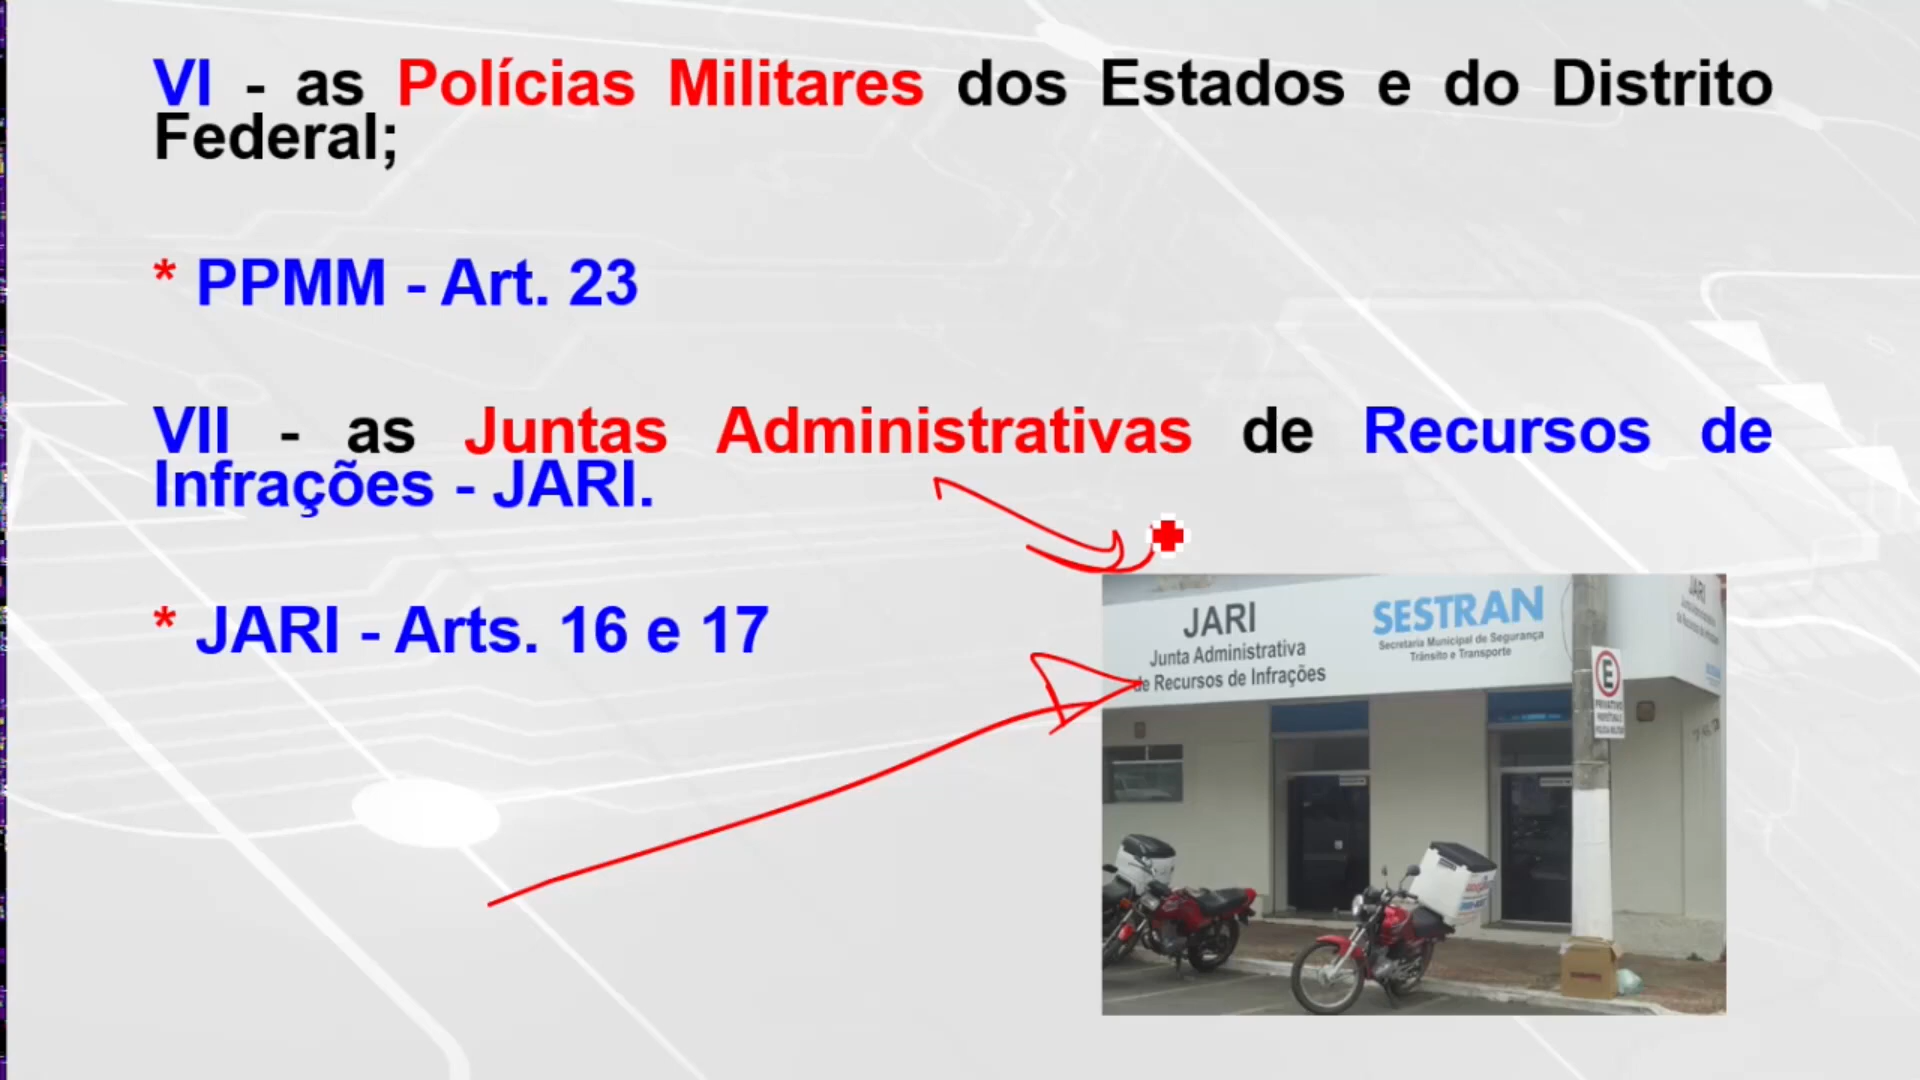 VI - as Polícias Militares dos Estados e do Distrito
Federal;
* PPMM - Art. 23
VII - as Juntas Administrativas de Recursos de
Infrações - JARI.
* JARI - Arts. 16 e 17
JARI
Junta Administrativa
de Recursos de Infrações
SESTRAN
Secretaria Municipal de Segurança
Trânsito e Transporte
E
PRIVATIVO
JARI